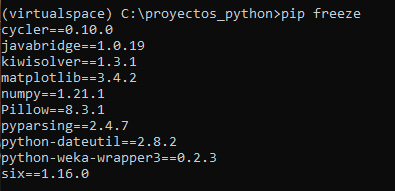 (virtualspace) C:\proyectos_python>pip freeze
cycler==0.10.0
javabridge==1.0.19
kiwisolver==1.3.1
matplotlib==3.4.2
numpy==1.21.1
Pillow==8.3.1
pyparsing==2.4.7
python-dateutil==2.8.2
python-weka-wrapper3==0.2.3
six==1.16.0